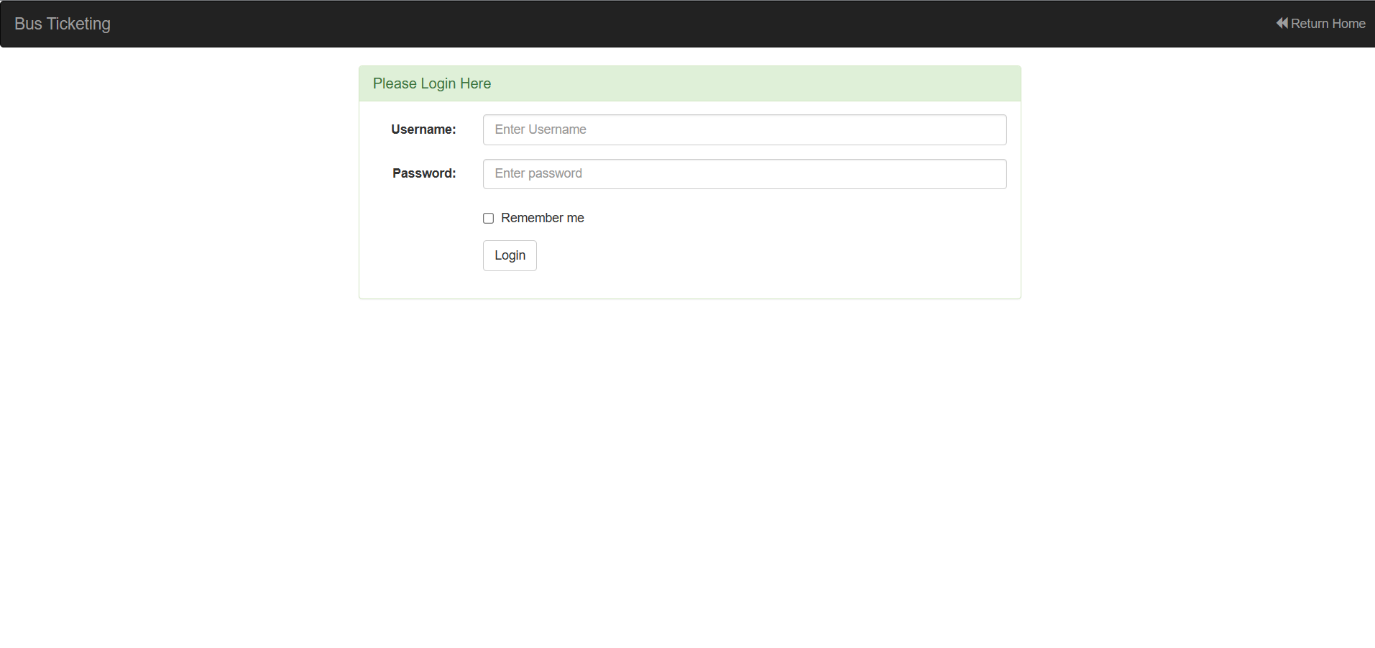 Bus Ticketing
Return Home
Please Login Here
Username:
Enter Username
Password:
Enter password
Remember me
Login